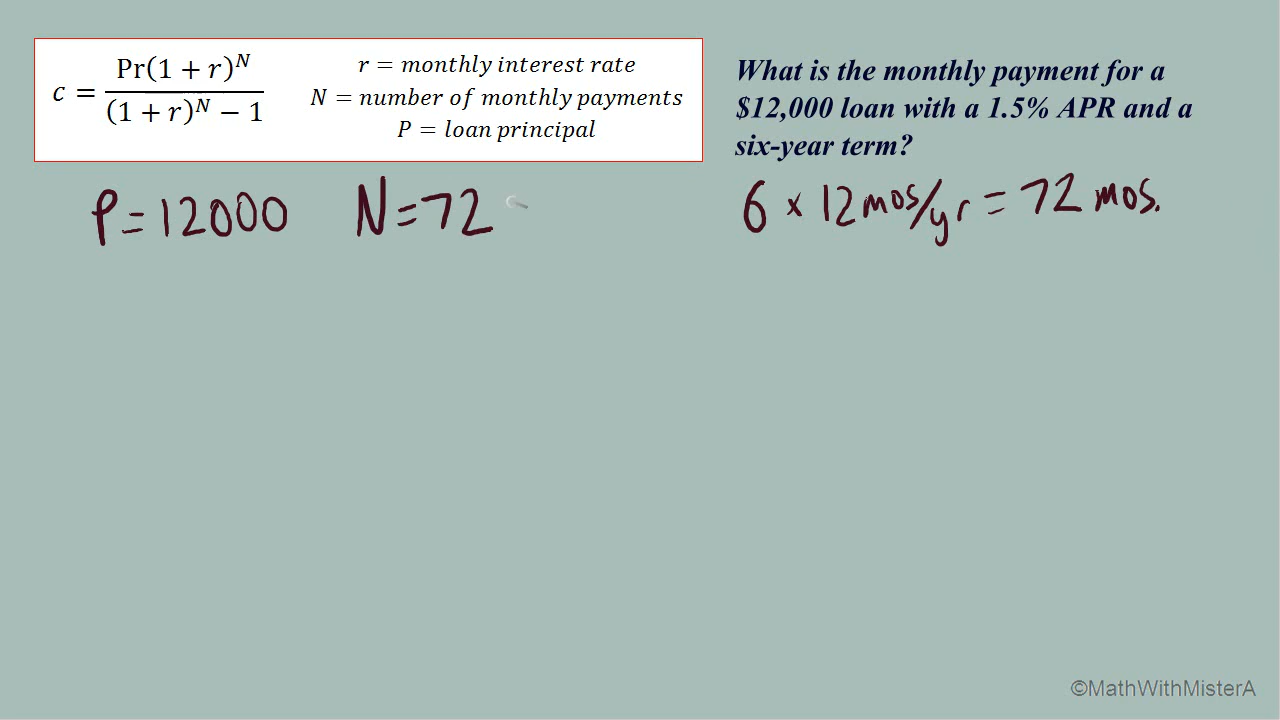 c = Pr(1 + r)^N / (1 + r)^N − 1
r = monthly interest rate
N = number of monthly payments
P = loan principal
What is the monthly payment for a
$12,000 loan with a 1.5% APR and a
six-year term?
P = 12000 N = 72
6 × 12 mos/yr = 72 mos.
©MathWithMisterA